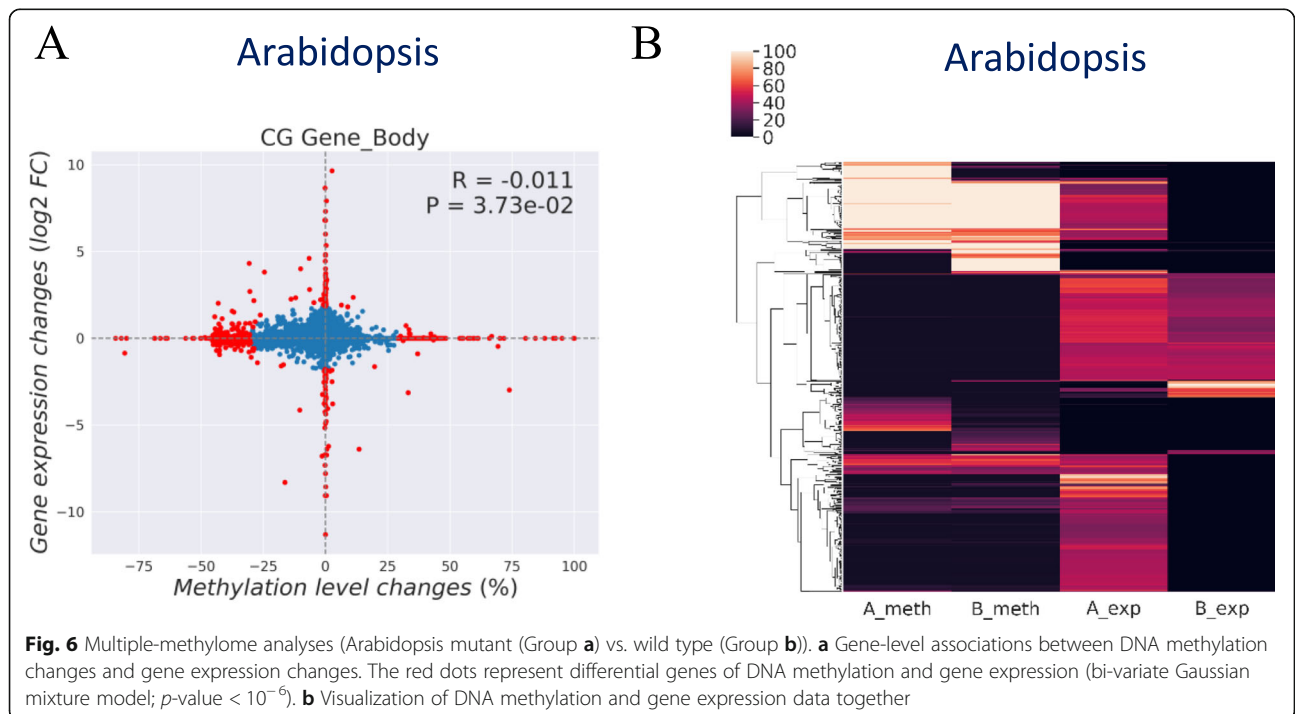 A
Arabidopsis
CG Gene_Body
R = -0.011
P = 3.73e-02
Gene expression changes (log2 FC)
10
5
0
−5
−10
−75
−50
−25
0
25
50
75
100
Methylation level changes (%)
B
Arabidopsis
100
80
60
40
20
0
A_meth
B_meth
A_exp
B_exp
Fig. 6 Multiple-methylome analyses (Arabidopsis mutant (Group a) vs. wild type (Group b)). a Gene-level associations between DNA methylation
changes and gene expression changes. The red dots represent differential genes of DNA methylation and gene expression (bi-variate Gaussian
mixture model; p-value < 10⁻⁶). b Visualization of DNA methylation and gene expression data together